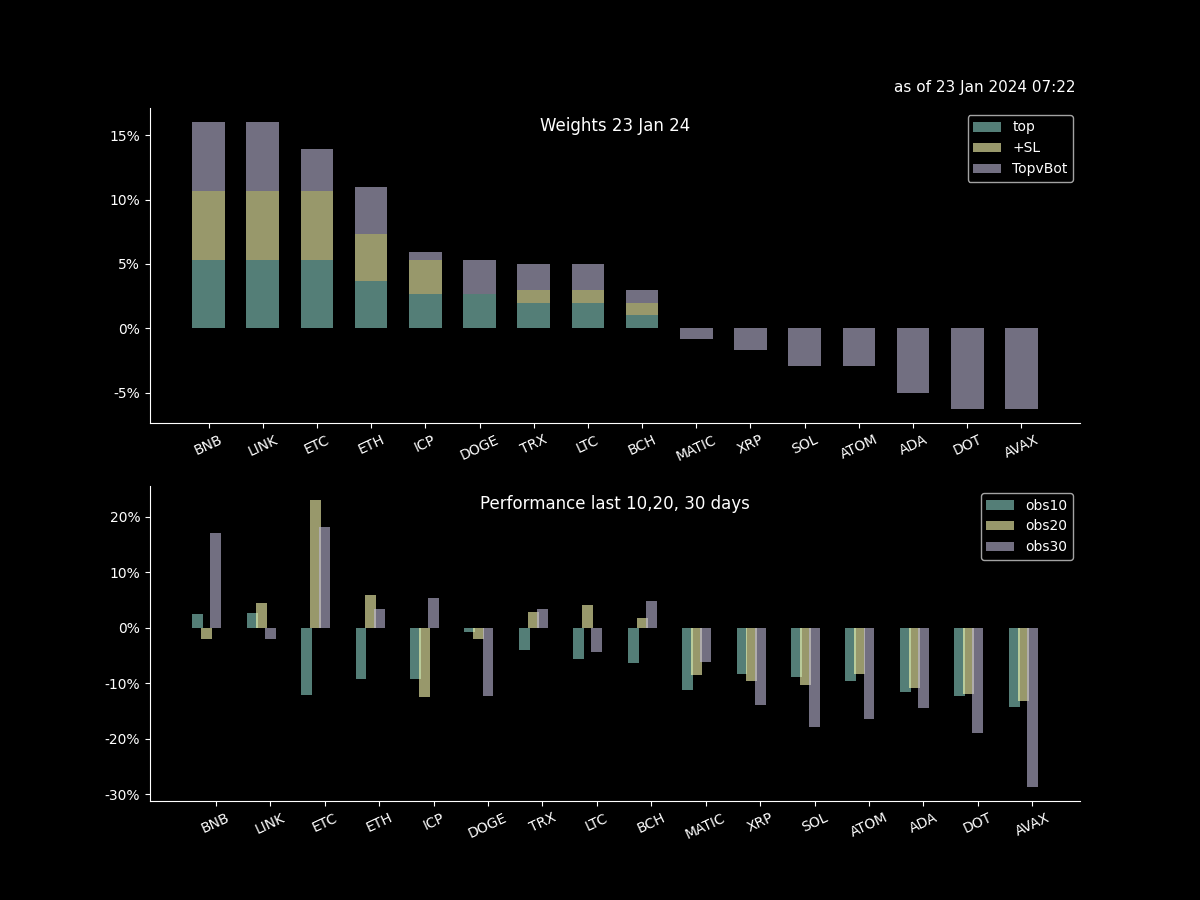 as of 23 Jan 2024 07:22
Weights 23 Jan 24
top
+SL
TopvBot
15%
10%
5%
0%
-5%
BNB LINK ETC ETH ICP DOGE TRX LTC BCH MATIC XRP SOL ATOM ADA DOT AVAX
Performance last 10,20, 30 days
obs10
obs20
obs30
20%
10%
0%
-10%
-20%
-30%
BNB LINK ETC ETH ICP DOGE TRX LTC BCH MATIC XRP SOL ATOM ADA DOT AVAX